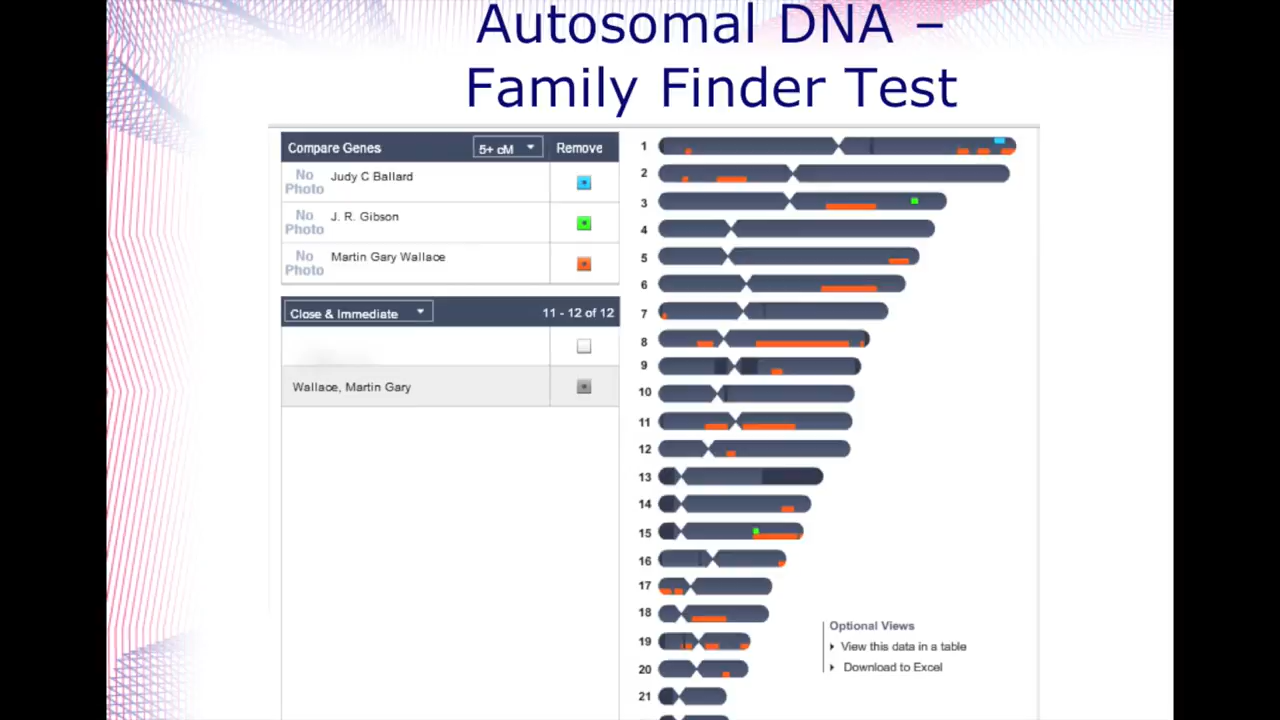 Autosomal DNA –
Family Finder Test
Compare Genes 5+ cM Remove
No Photo Judy C Ballard
No Photo J. R. Gibson
No Photo Martin Gary Wallace
Close & Immediate 11 - 12 of 12
Wallace, Martin Gary
1
2
3
4
5
6
7
8
9
10
11
12
13
14
15
16
17
18
19
20
21
Optional Views
View this data in a table
Download to Excel